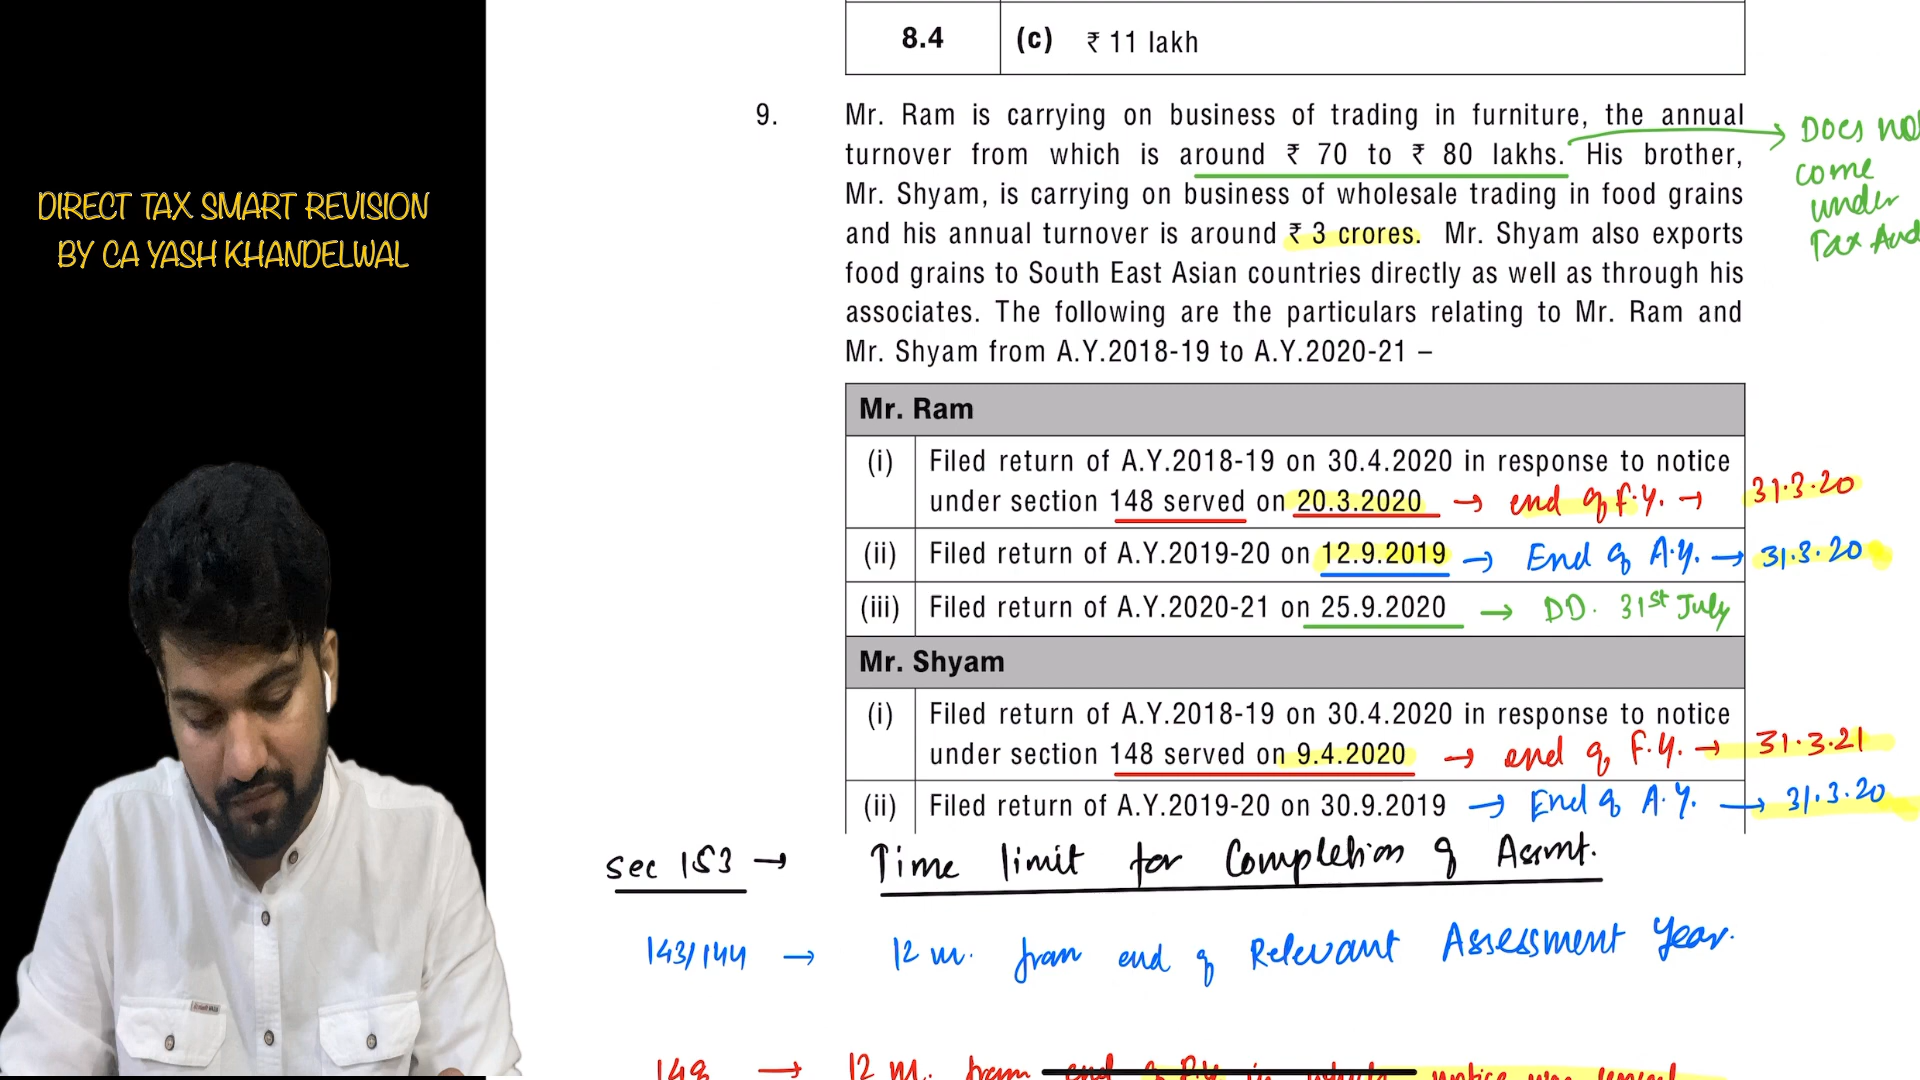 8.4 (c) ₹ 11 lakh
DIRECT TAX SMART REVISION
BY CA YASH KHANDELWAL
9. Mr. Ram is carrying on business of trading in furniture, the annual
turnover from which is around ₹ 70 to ₹ 80 lakhs. His brother,
Mr. Shyam, is carrying on business of wholesale trading in food grains
and his annual turnover is around ₹ 3 crores. Mr. Shyam also exports
food grains to South East Asian countries directly as well as through his
associates. The following are the particulars relating to Mr. Ram and
Mr. Shyam from A.Y.2018-19 to A.Y.2020-21 –
Does no
come
under
Tax Aud
Mr. Ram
(i) Filed return of A.Y.2018-19 on 30.4.2020 in response to notice
under section 148 served on 20.3.2020 → end of F.Y. → 31.3.20
(ii) Filed return of A.Y.2019-20 on 12.9.2019 → End of A.Y. → 31.3.20
(iii) Filed return of A.Y.2020-21 on 25.9.2020 → DD. 31st July
Mr. Shyam
(i) Filed return of A.Y.2018-19 on 30.4.2020 in response to notice
under section 148 served on 9.4.2020 → end of F.Y. → 31.3.21
(ii) Filed return of A.Y.2019-20 on 30.9.2019 → End of A.Y. → 31.3.20
sec 153 → Time limit for Completion of Assmt.
143/144 → 12 m. from end of Relevant Assessment Year.
148 → 12 m. from end of F.Y. in which notice was served